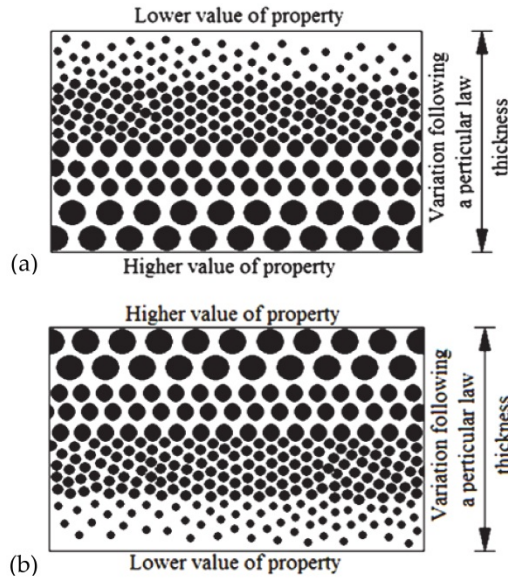 Lower value of property
Variation following
a perticular law
thickness
(a)
Higher value of property
Higher value of property
Variation following
a perticular law
thickness
(b)
Lower value of property